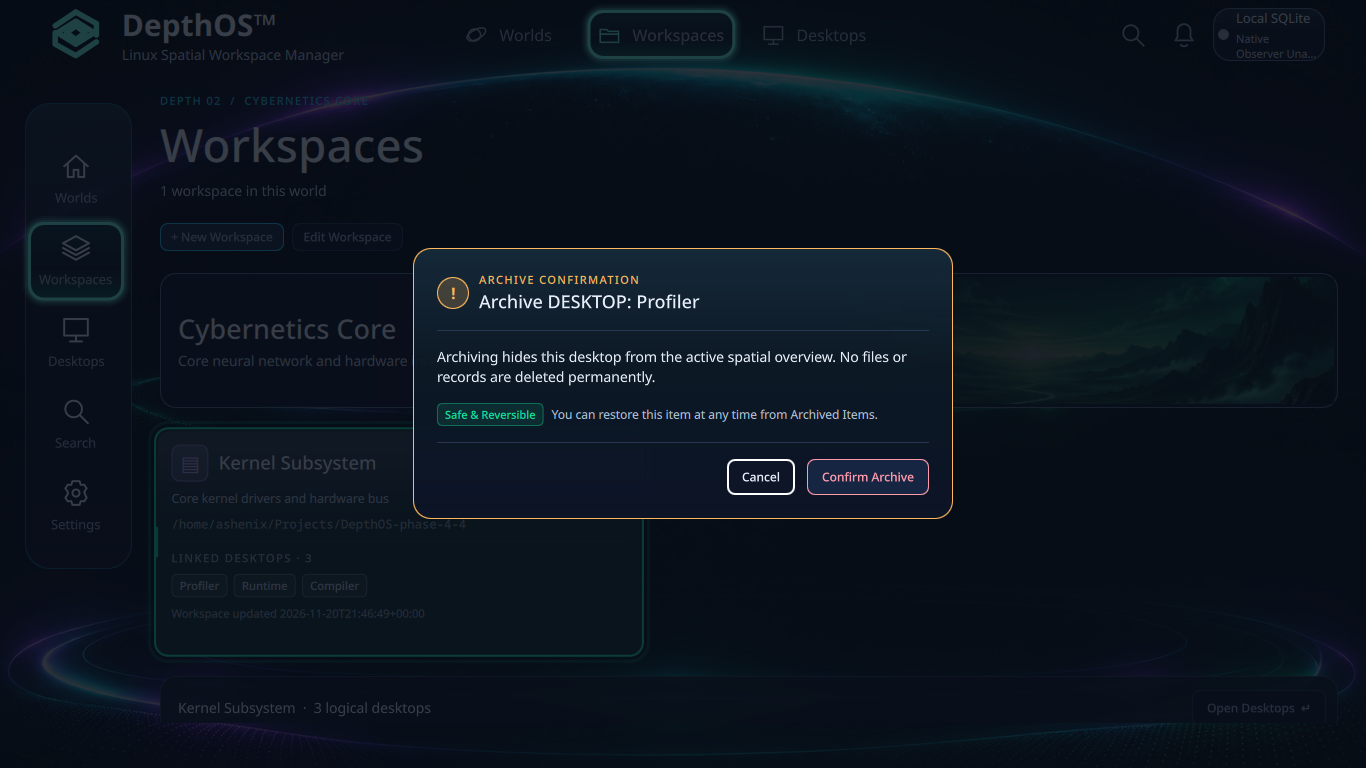 DepthOS™
Linux Spatial Workspace Manager
Worlds
Workspaces
Desktops
Local SQLite
Native
Observer Una...
DEPTH 02 / CYBERNETICS CORE
Workspaces
1 workspace in this world
+ New Workspace
Edit Workspace
Worlds
Workspaces
Desktops
Search
Settings
Cybernetics Core
Core neural network and hardware
!
ARCHIVE CONFIRMATION
Archive DESKTOP: Profiler
Archiving hides this desktop from the active spatial overview. No files or
records are deleted permanently.
Safe & Reversible
You can restore this item at any time from Archived Items.
Cancel
Confirm Archive
Kernel Subsystem
Core kernel drivers and hardware bus
/home/ashenix/Projects/DepthOS-phase-4-4
LINKED DESKTOPS · 3
Profiler
Runtime
Compiler
Workspace updated 2026-11-20T21:46:49+00:00
Kernel Subsystem · 3 logical desktops
Open Desktops ↵